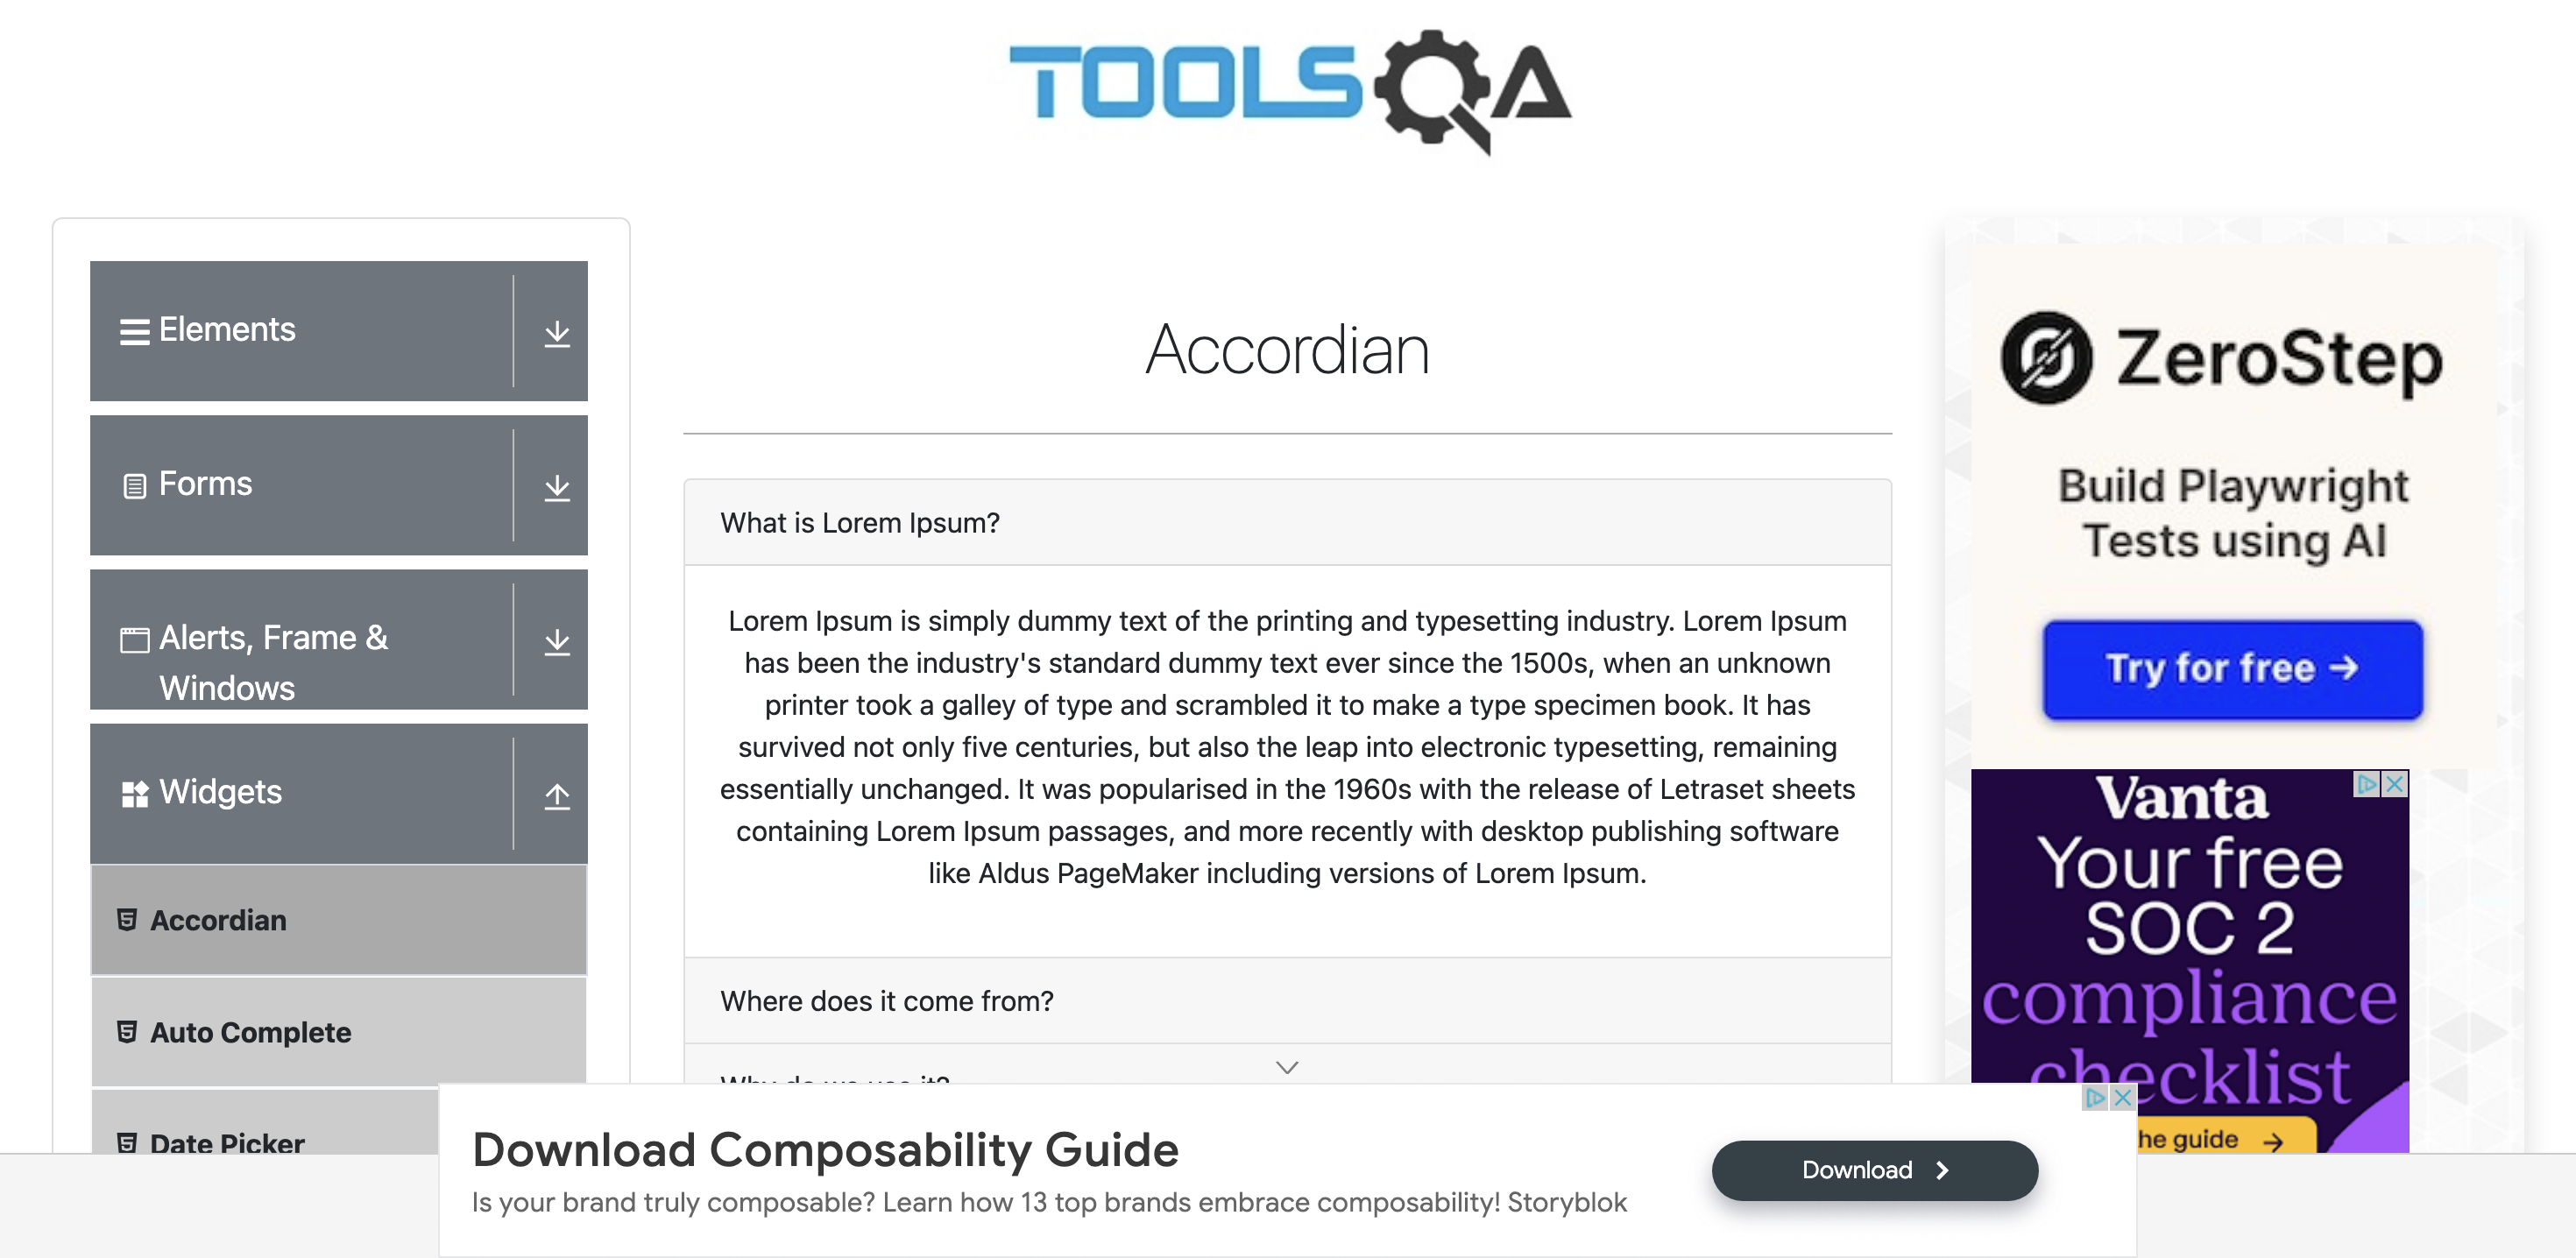 TOOLSQA
Elements
Forms
Alerts, Frame &
Windows
Widgets
Accordian
Auto Complete
Date Picker
Accordian
What is Lorem Ipsum?
Lorem Ipsum is simply dummy text of the printing and typesetting industry. Lorem Ipsum
has been the industry's standard dummy text ever since the 1500s, when an unknown
printer took a galley of type and scrambled it to make a type specimen book. It has
survived not only five centuries, but also the leap into electronic typesetting, remaining
essentially unchanged. It was popularised in the 1960s with the release of Letraset sheets
containing Lorem Ipsum passages, and more recently with desktop publishing software
like Aldus PageMaker including versions of Lorem Ipsum.
Where does it come from?
Why do we use it?
ZeroStep
Build Playwright
Tests using AI
Try for free →
Vanta
Your free
SOC 2
compliance
checklist
he guide →
Download Composability Guide
Is your brand truly composable? Learn how 13 top brands embrace composability! Storyblok
Download